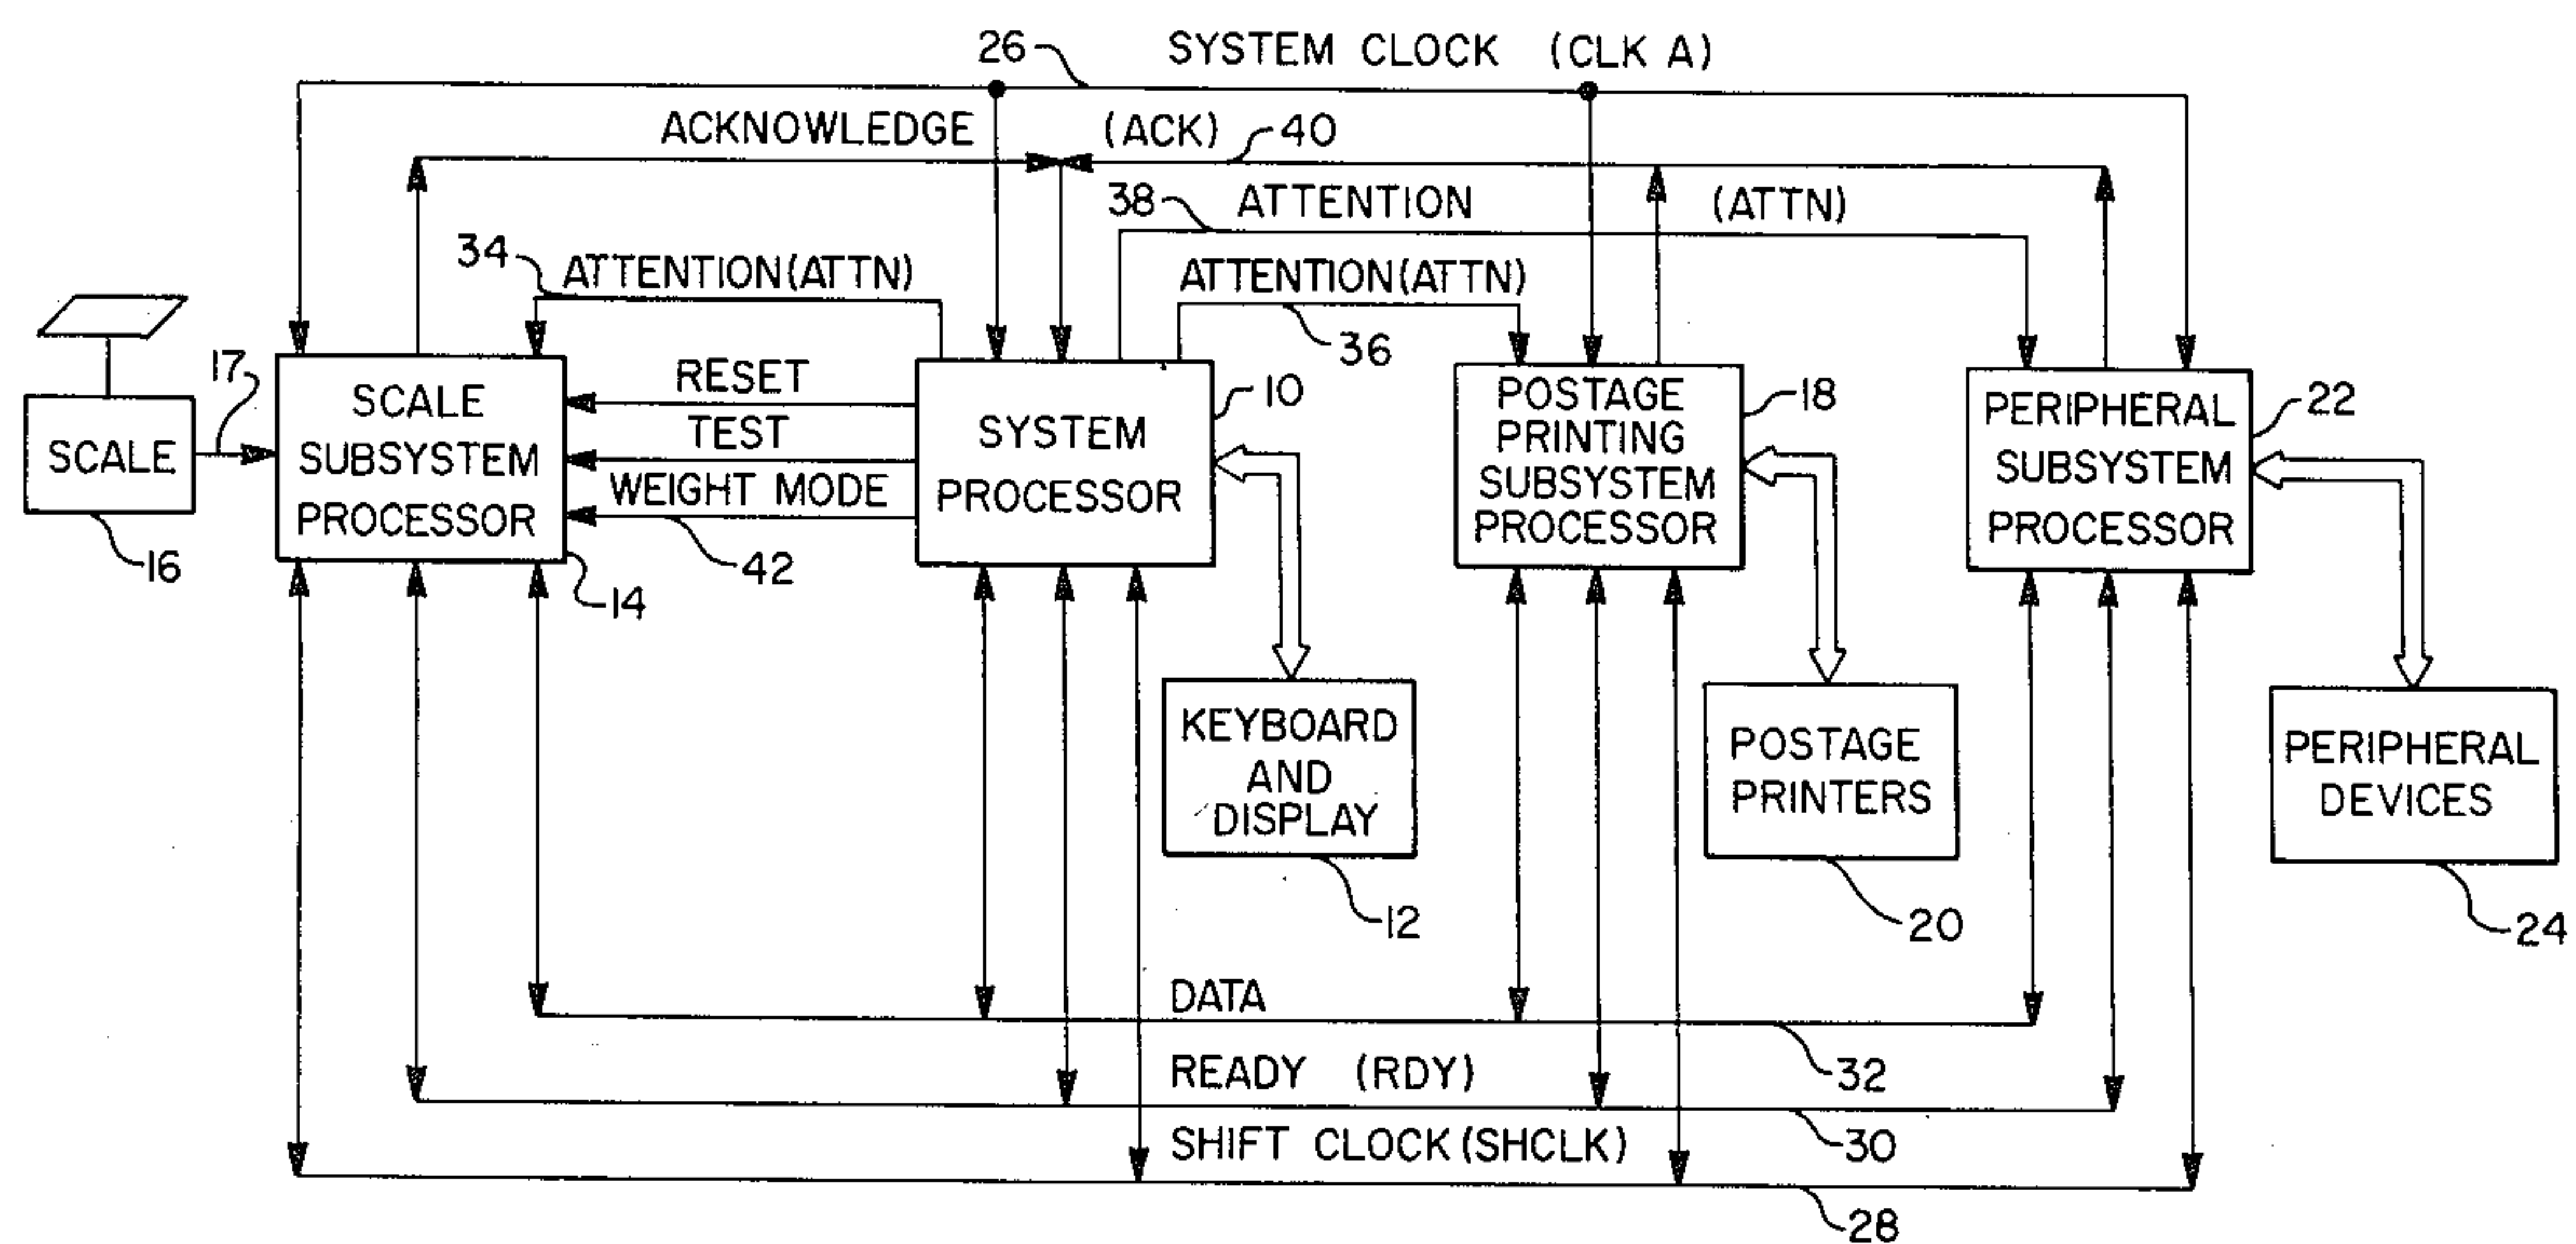 26 SYSTEM CLOCK (CLK A)
ACKNOWLEDGE (ACK) 40
38 ATTENTION (ATTN)
34 ATTENTION(ATTN)
ATTENTION(ATTN)
36
17
SCALE
16
SCALE
SUBSYSTEM
PROCESSOR
14
RESET
TEST
WEIGHT MODE
42
SYSTEM
PROCESSOR
10
POSTAGE
PRINTING
SUBSYSTEM
PROCESSOR
18
PERIPHERAL
SUBSYSTEM
PROCESSOR
22
KEYBOARD
AND
DISPLAY
12
POSTAGE
PRINTERS
20
PERIPHERAL
DEVICES
24
DATA
32
READY (RDY)
30
SHIFT CLOCK(SHCLK)
28